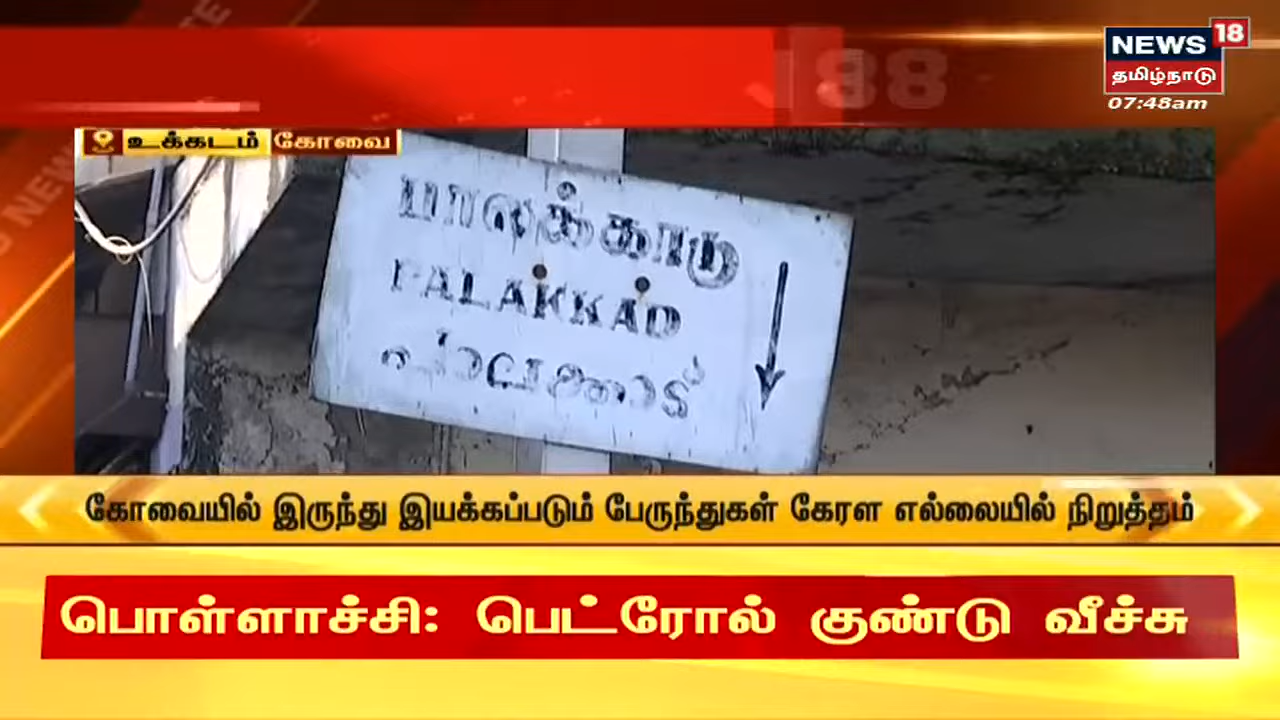 NEWS 18
தமிழ்நாடு
07:48am
உக்கடம் கோவை
பாலக்காடு
PALAKKAD
പാലക്കാട്
கோவையில் இருந்து இயக்கப்படும் பேருந்துகள் கேரள எல்லையில் நிறுத்தம்
பொள்ளாச்சி: பெட்ரோல் குண்டு வீச்சு